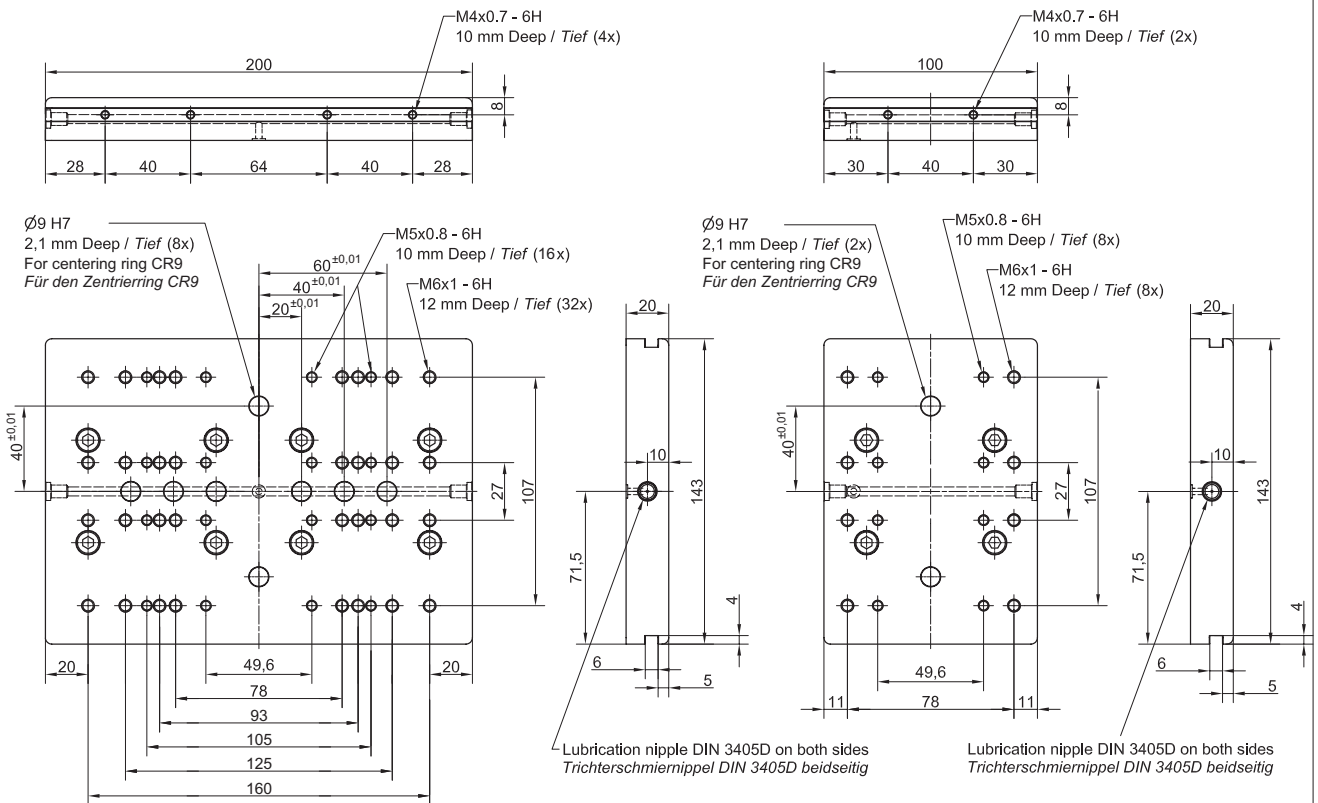 M4x0.7 - 6H
10 mm Deep / Tief (4x)
200
8
28
40
64
40
28
M4x0.7 - 6H
10 mm Deep / Tief (2x)
100
8
30
40
30
Ø9 H7
2,1 mm Deep / Tief (8x)
For centering ring CR9
Für den Zentrierring CR9
M5x0.8 - 6H
10 mm Deep / Tief (16x)
M6x1 - 6H
12 mm Deep / Tief (32x)
60±0,01
40±0,01
20±0,01
40±0,01
27
107
20
49,6
20
78
93
105
125
160
20
10
143
71,5
4
6
5
Lubrication nipple DIN 3405D on both sides
Trichterschmiernippel DIN 3405D beidseitig
Ø9 H7
2,1 mm Deep / Tief (2x)
For centering ring CR9
Für den Zentrierring CR9
M5x0.8 - 6H
10 mm Deep / Tief (8x)
M6x1 - 6H
12 mm Deep / Tief (8x)
40±0,01
27
107
49,6
11
78
11
20
10
143
71,5
4
6
5
Lubrication nipple DIN 3405D on both sides
Trichterschmiernippel DIN 3405D beidseitig